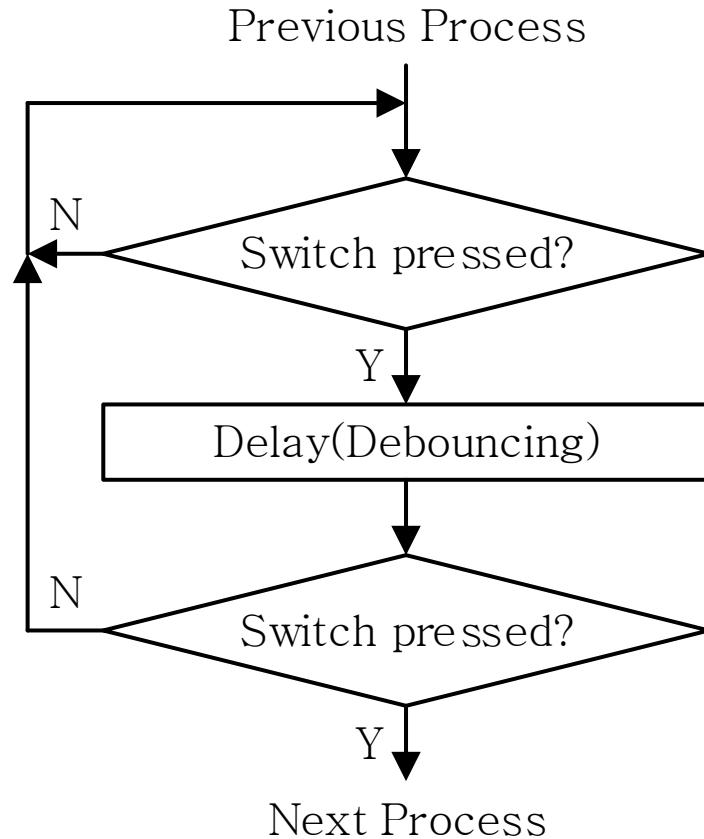 Previous Process
N
Switch pressed?
Y
Delay(Debouncing)
N
Switch pressed?
Y
Next Process